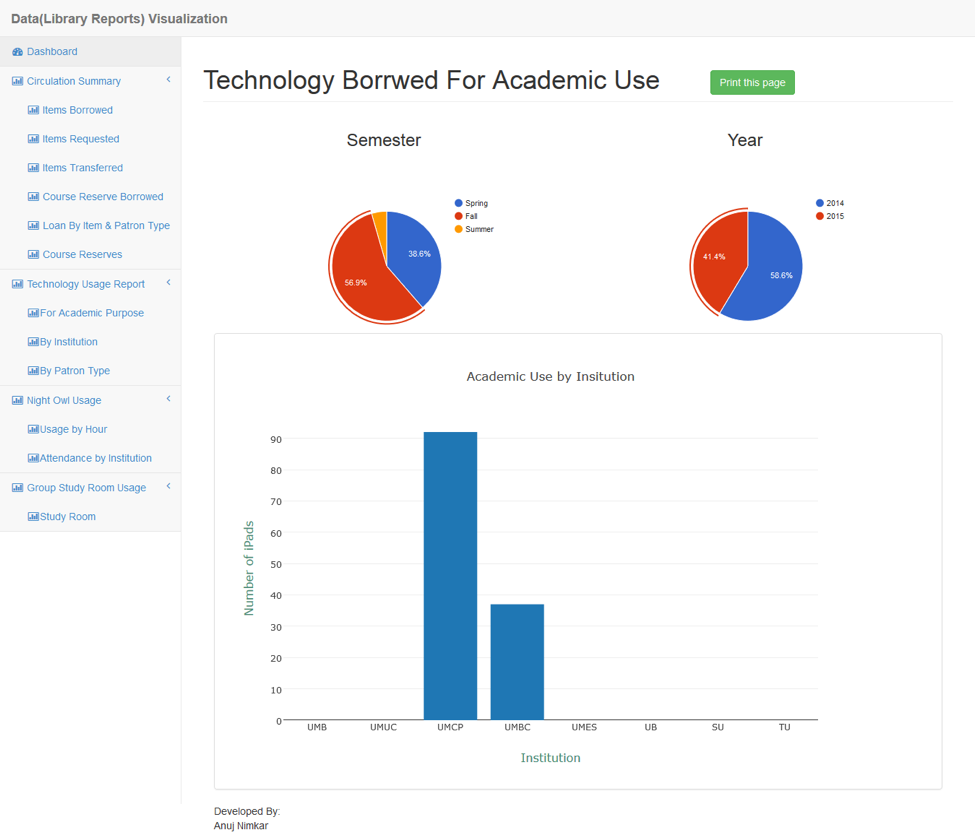 Data(Library Reports) Visualization
Dashboard
Circulation Summary
Items Borrowed
Items Requested
Items Transferred
Course Reserve Borrowed
Loan By Item & Patron Type
Course Reserves
Technology Usage Report
For Academic Purpose
By Institution
By Patron Type
Night Owl Usage
Usage by Hour
Attendance by Institution
Group Study Room Usage
Study Room
Technology Borrwed For Academic Use
Print this page
Semester
Spring
Fall
Summer
38.6%
56.9%
Year
2014
2015
41.4%
58.6%
Academic Use by Insitution
Number of iPads
90
80
70
60
50
40
30
20
10
0
UMB UMUC UMCP UMBC UMES UB SU TU
Institution
Developed By:
Anuj Nimkar